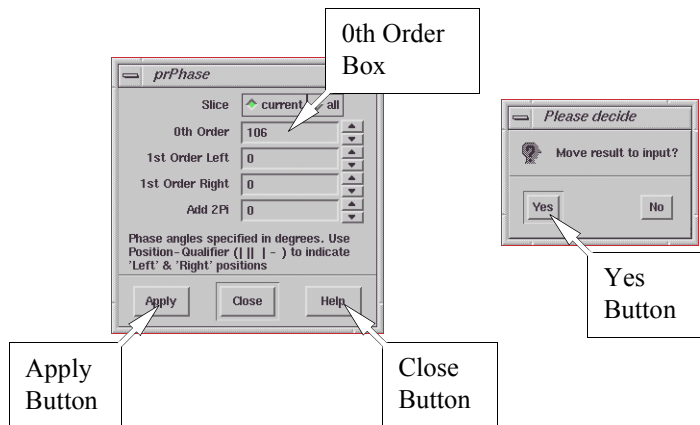 0th Order
Box
prPhase
Slice current all
0th Order 106
1st Order Left 0
1st Order Right 0
Add 2Pi 0
Phase angles specified in degrees. Use
Position-Qualifier (| || | - ) to indicate
'Left' & 'Right' positions
Apply Close Help
Apply
Button
Close
Button
Please decide
Move result to input?
Yes No
Yes
Button